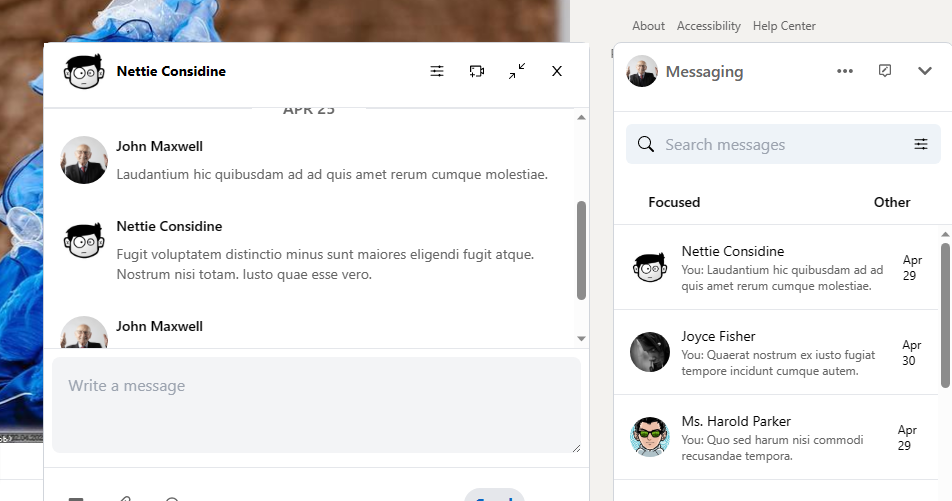 About Accessibility Help Center
Nettie Considine
Messaging
APR 25
Search messages
John Maxwell
Laudantium hic quibusdam ad ad quis amet rerum cumque molestiae.
Focused Other
Nettie Considine
Fugit voluptatem distinctio minus sunt maiores eligendi fugit atque.
Nostrum nisi totam. Iusto quae esse vero.
John Maxwell
Write a message
Send
Nettie Considine
You: Laudantium hic quibusdam ad ad
quis amet rerum cumque molestiae.
Apr
29
Joyce Fisher
You: Quaerat nostrum ex iusto fugiat
tempore incidunt cumque autem.
Apr
30
Ms. Harold Parker
You: Quo sed harum nisi commodi
recusandae tempora.
Apr
29